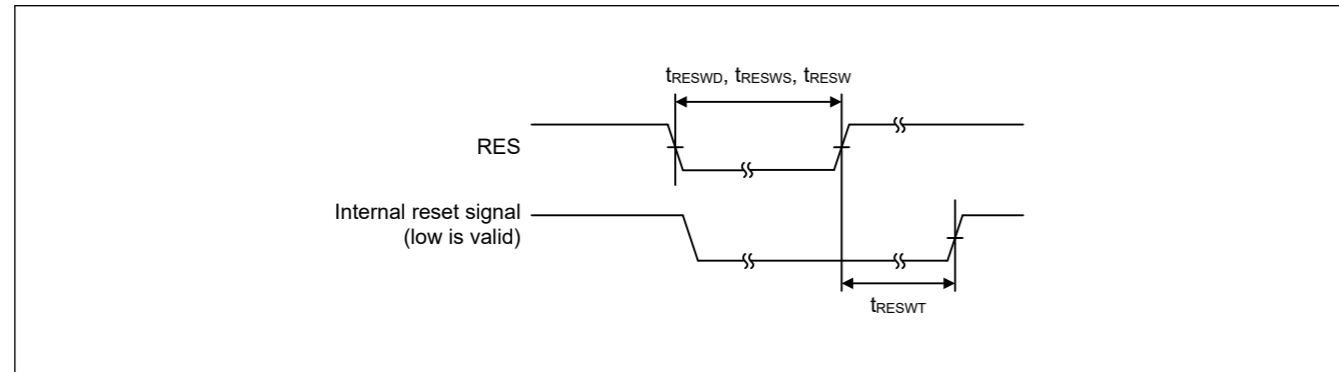 tRESWD, tRESWS, tRESW
RES
Internal reset signal
(low is valid)
tRESWT